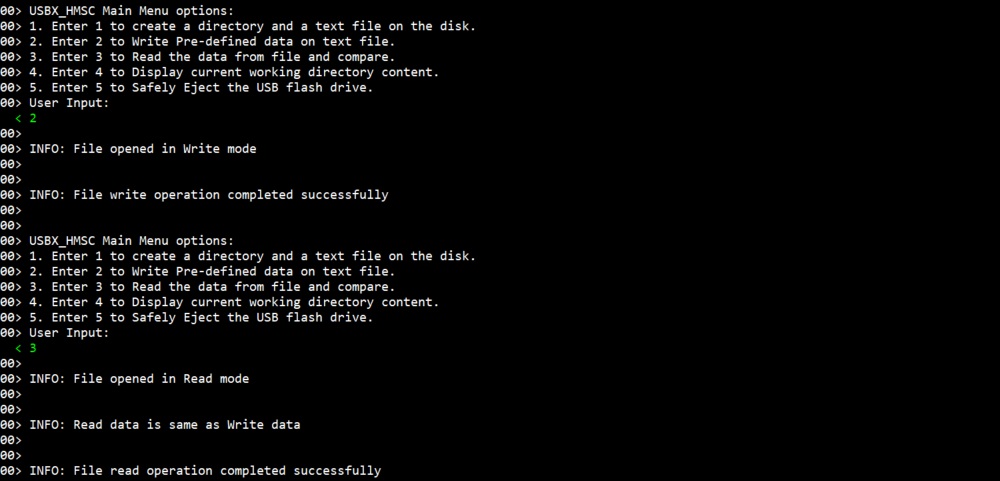 00> USBX_HMSC Main Menu options:
00> 1. Enter 1 to create a directory and a text file on the disk.
00> 2. Enter 2 to Write Pre-defined data on text file.
00> 3. Enter 3 to Read the data from file and compare.
00> 4. Enter 4 to Display current working directory content.
00> 5. Enter 5 to Safely Eject the USB flash drive.
00> User Input:
< 2
00>
00> INFO: File opened in Write mode
00>
00>
00> INFO: File write operation completed successfully
00>
00>
00> USBX_HMSC Main Menu options:
00> 1. Enter 1 to create a directory and a text file on the disk.
00> 2. Enter 2 to Write Pre-defined data on text file.
00> 3. Enter 3 to Read the data from file and compare.
00> 4. Enter 4 to Display current working directory content.
00> 5. Enter 5 to Safely Eject the USB flash drive.
00> User Input:
< 3
00>
00> INFO: File opened in Read mode
00>
00>
00> INFO: Read data is same as Write data
00>
00>
00> INFO: File read operation completed successfully